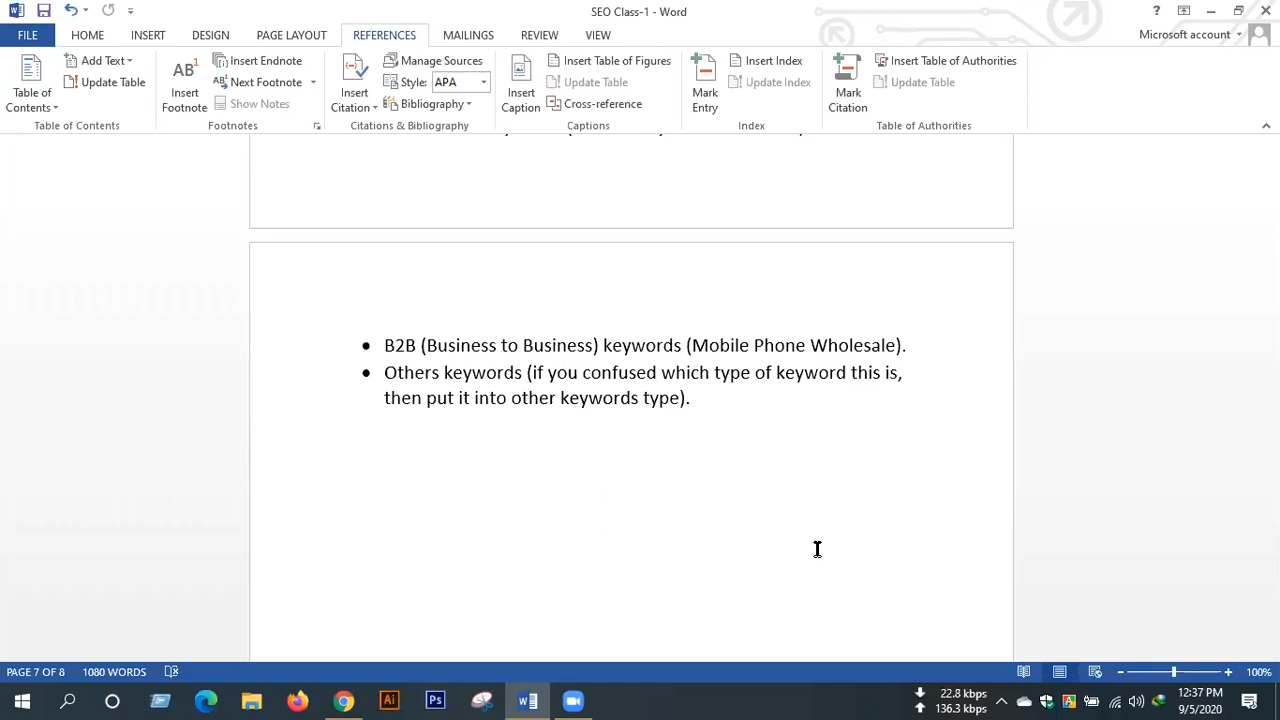 SEO Class-1 - Word
FILE HOME INSERT DESIGN PAGE LAYOUT REFERENCES MAILINGS REVIEW VIEW Microsoft account
Table of Contents
Add Text
Update Table
Table of Contents
AB1
Insert Footnote
Insert Endnote
Next Footnote
Show Notes
Footnotes
Insert Citation
Manage Sources
Style: APA
Bibliography
Citations & Bibliography
Insert Caption
Insert Table of Figures
Update Table
Cross-reference
Captions
Mark Entry
Insert Index
Update Index
Index
Mark Citation
Insert Table of Authorities
Update Table
Table of Authorities
• B2B (Business to Business) keywords (Mobile Phone Wholesale).
• Others keywords (if you confused which type of keyword this is,
then put it into other keywords type).
PAGE 7 OF 8 1080 WORDS 100%
Ai Ps
22.8 kbps
136.3 kbps
12:37 PM
9/5/2020